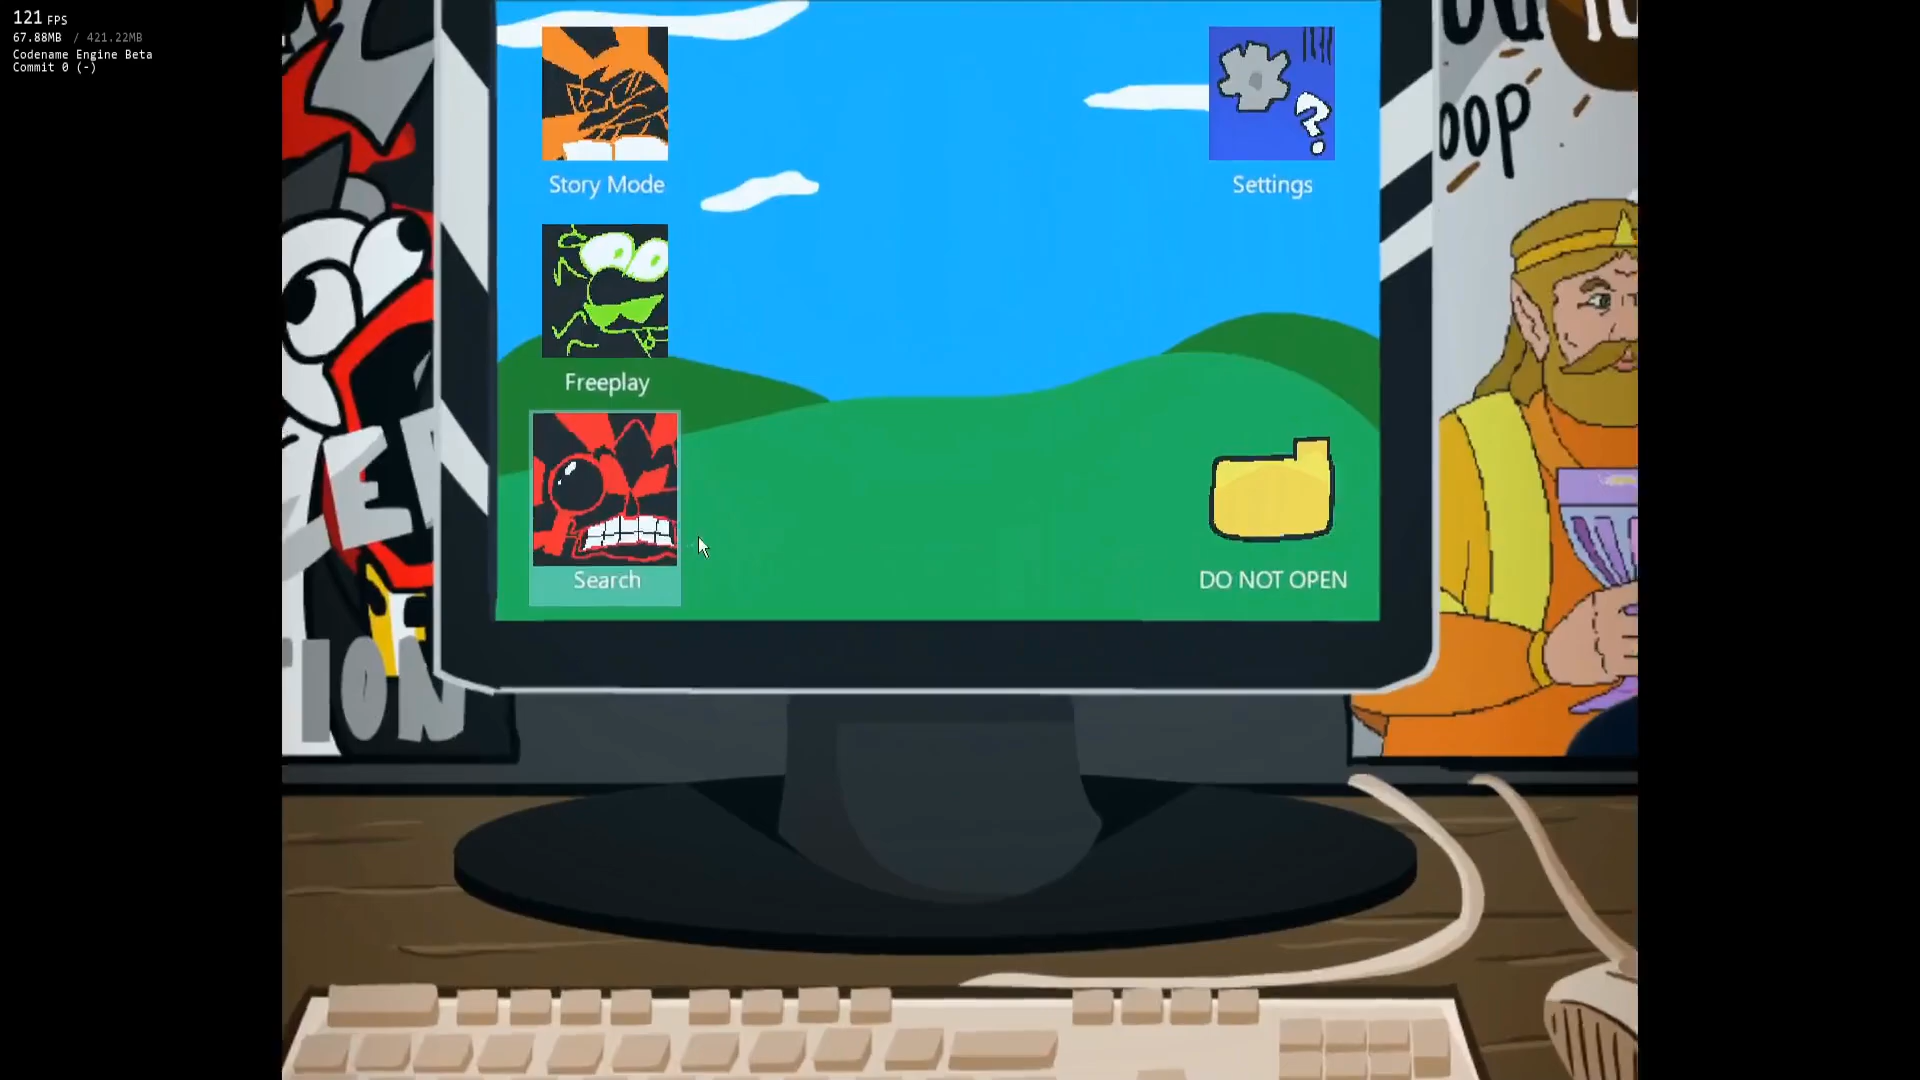 121 FPS
67.88MB / 421.22MB
Codename Engine Beta
Commit 0 (-)
Story Mode
Settings
Freeplay
Search
DO NOT OPEN
TION